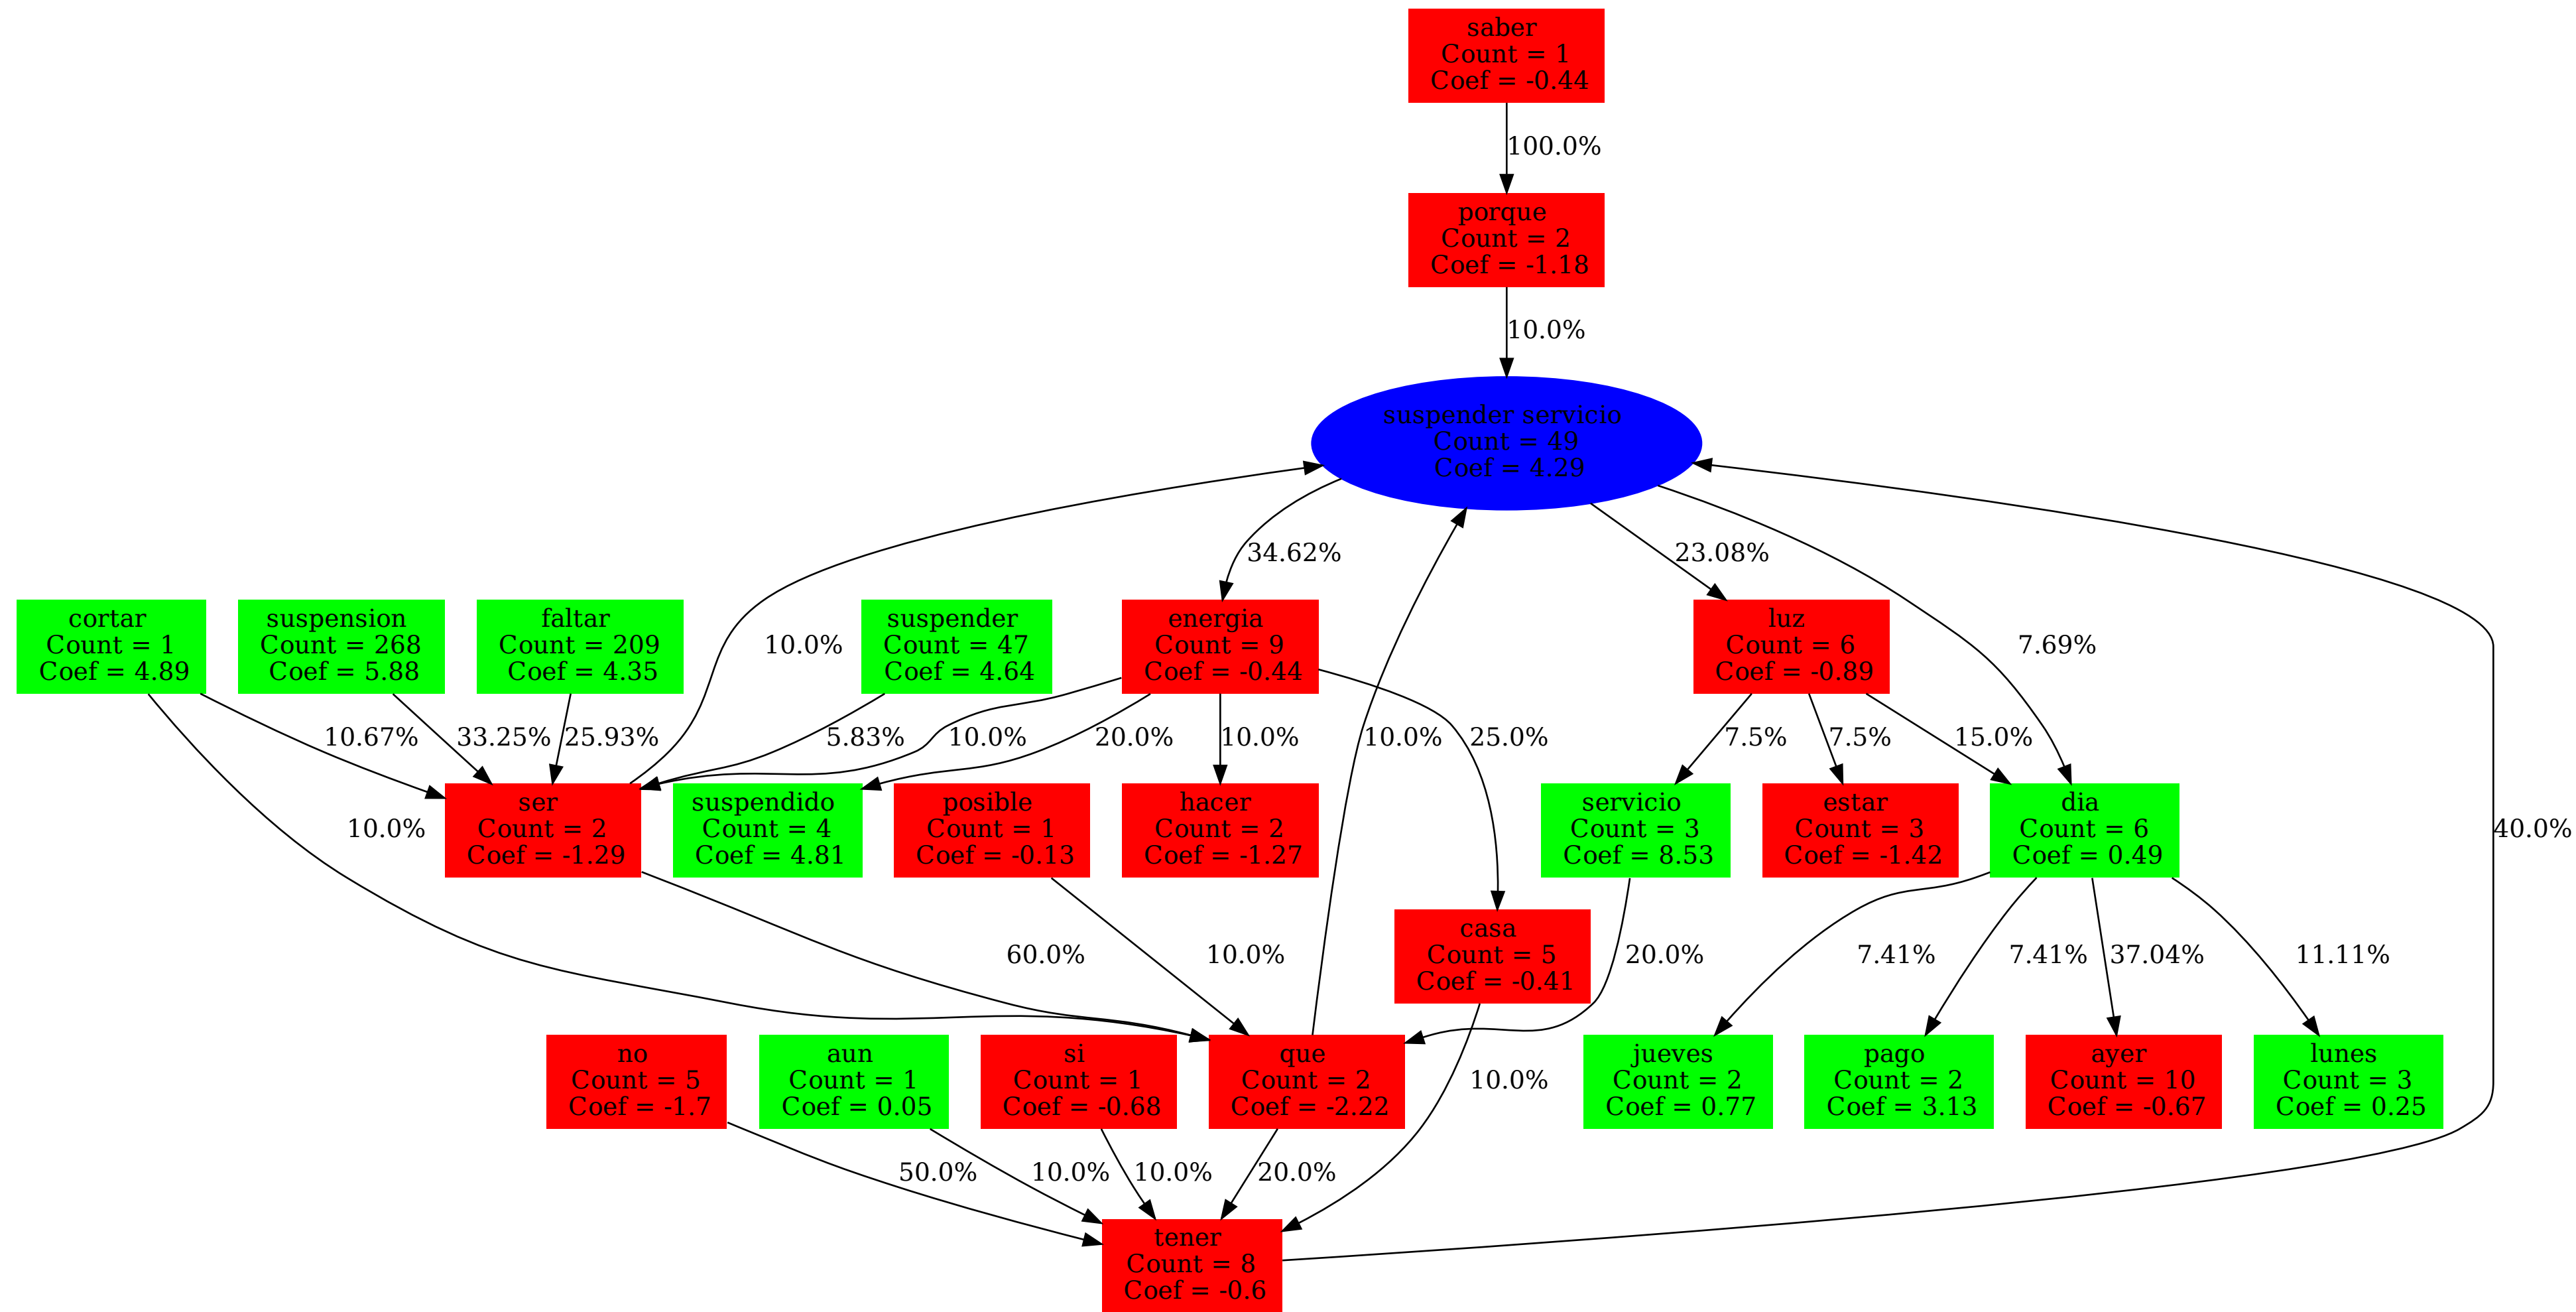 saber
Count = 1
Coef = -0.44
100.0%
porque
Count = 2
Coef = -1.18
10.0%
suspender servicio
Count = 49
Coef = 4.29
34.62%
23.08%
7.69%
10.0%
cortar
Count = 1
Coef = 4.89
suspension
Count = 268
Coef = 5.88
faltar
Count = 209
Coef = 4.35
suspender
Count = 47
Coef = 4.64
energia
Count = 9
Coef = -0.44
luz
Count = 6
Coef = -0.89
10.67%
33.25%
25.93%
5.83%
10.0%
20.0%
10.0%
10.0%
25.0%
7.5%
7.5%
15.0%
10.0%
ser
Count = 2
Coef = -1.29
suspendido
Count = 4
Coef = 4.81
posible
Count = 1
Coef = -0.13
hacer
Count = 2
Coef = -1.27
servicio
Count = 3
Coef = 8.53
estar
Count = 3
Coef = -1.42
dia
Count = 6
Coef = 0.49
40.0%
casa
Count = 5
Coef = -0.41
60.0%
10.0%
20.0%
7.41%
7.41%
37.04%
11.11%
no
Count = 5
Coef = -1.7
aun
Count = 1
Coef = 0.05
si
Count = 1
Coef = -0.68
que
Count = 2
Coef = -2.22
10.0%
jueves
Count = 2
Coef = 0.77
pago
Count = 2
Coef = 3.13
ayer
Count = 10
Coef = -0.67
lunes
Count = 3
Coef = 0.25
50.0%
10.0%
10.0%
20.0%
tener
Count = 8
Coef = -0.6